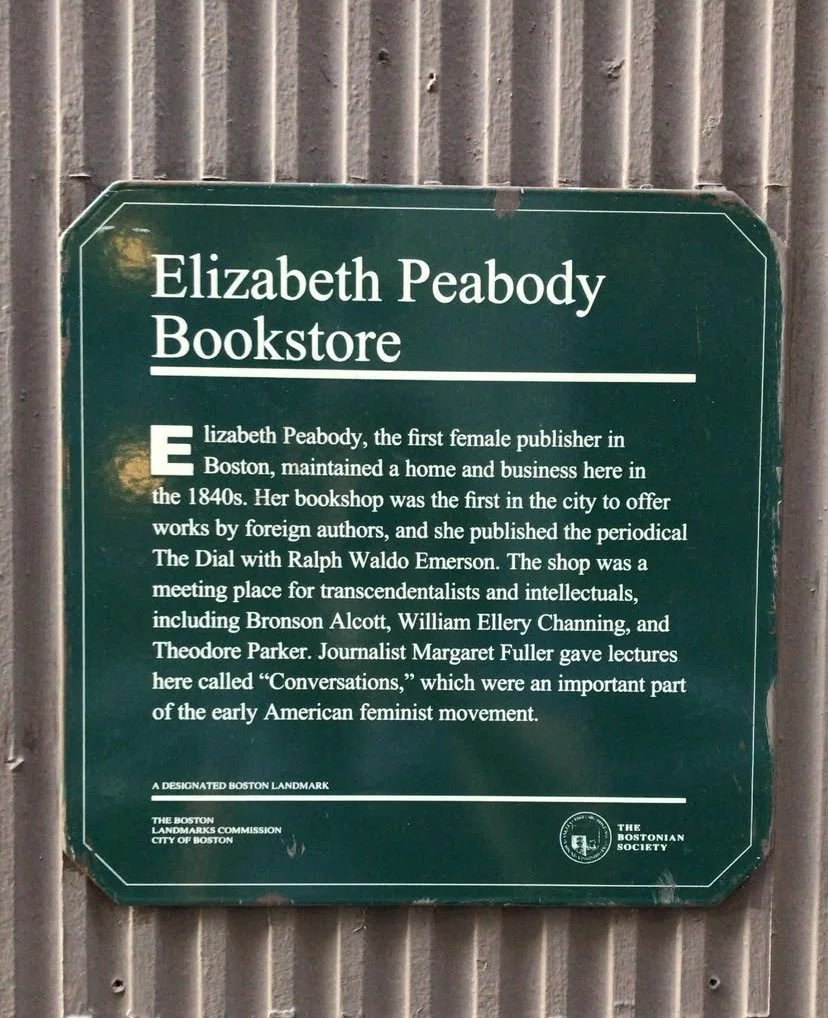 Elizabeth Peabody
Bookstore
Elizabeth Peabody, the first female publisher in
Boston, maintained a home and business here in
the 1840s. Her bookshop was the first in the city to offer
works by foreign authors, and she published the periodical
The Dial with Ralph Waldo Emerson. The shop was a
meeting place for transcendentalists and intellectuals,
including Bronson Alcott, William Ellery Channing, and
Theodore Parker. Journalist Margaret Fuller gave lectures
here called “Conversations,” which were an important part
of the early American feminist movement.
A DESIGNATED BOSTON LANDMARK
THE BOSTON
LANDMARKS COMMISSION
CITY OF BOSTON
THE
BOSTONIAN
SOCIETY